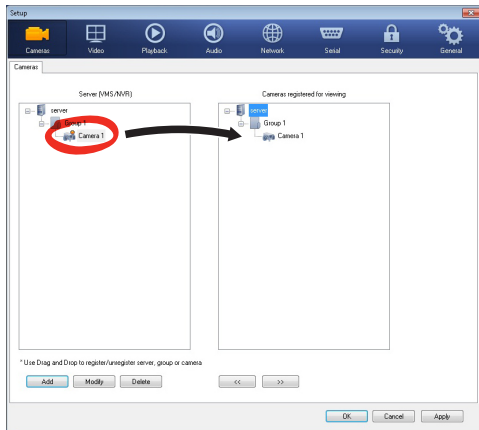 Setup
Cameras Video Playback Audio Network Serial Security General
Cameras
Server (VMS/NVR) Cameras registered for viewing
server server
Group 1 Group 1
Camera 1 Camera 1
* Use Drag and Drop to register/unregister server, group or camera
Add Modify Delete << >>
OK Cancel Apply